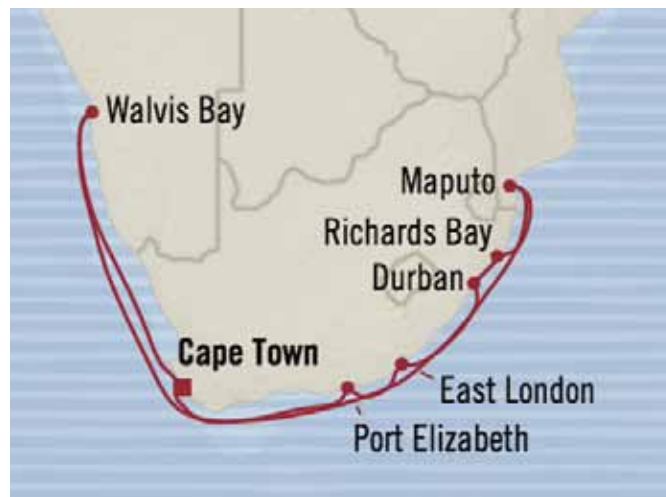 Walvis Bay
Maputo
Richards Bay
Durban
Cape Town
East London
Port Elizabeth